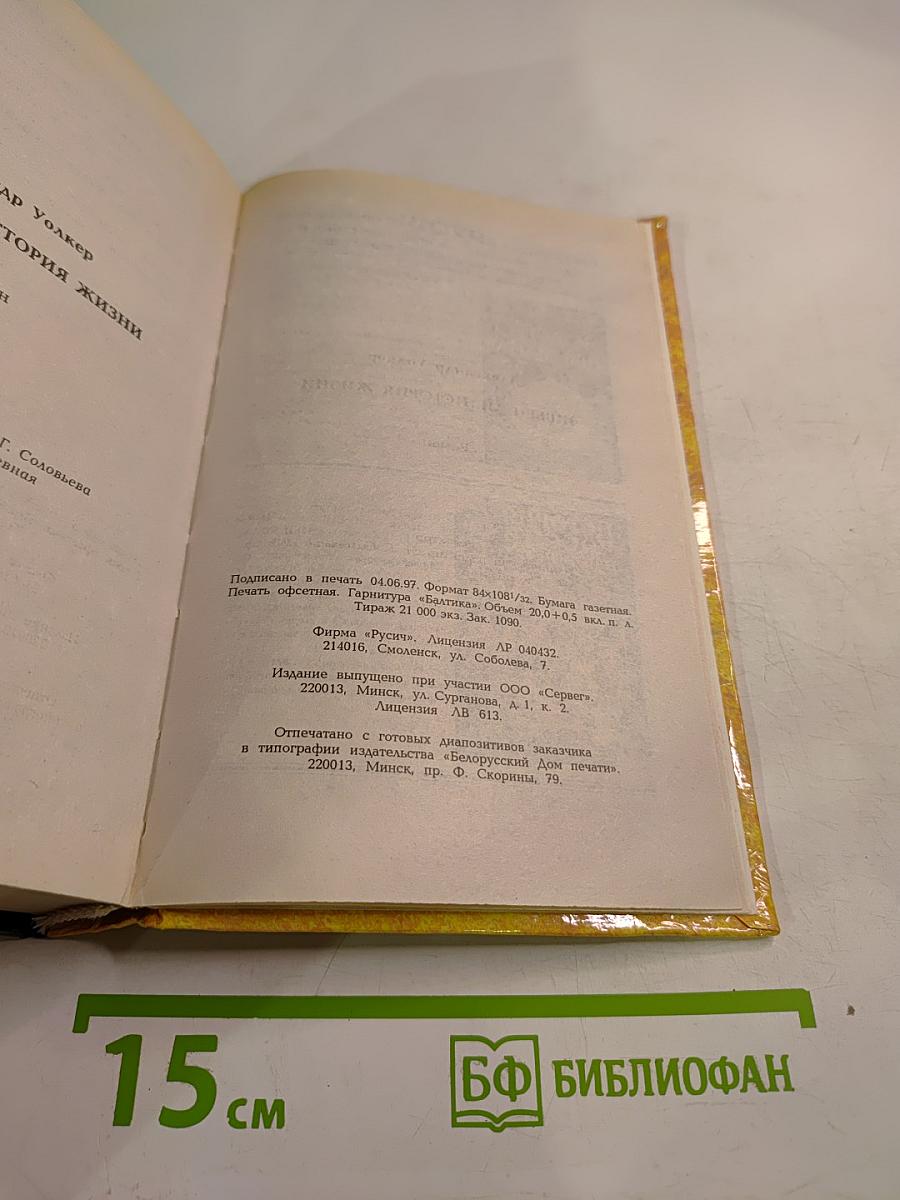 ДР УОЛКЕР
СТОРИЯ ЖИЗНИ
Н
Г. Соловьева
евная
Подписано в печать 04.06.97. Формат 84×108¹/₃₂. Бумага газетная.
Печать офсетная. Гарнитура «Балтика». Объем 20,0+0,5 вкл. п. л.
Тираж 21 000 экз. Зак. 1090.
Фирма «Русич». Лицензия ЛР 040432.
214016, Смоленск, ул. Соболева, 7.
Издание выпущено при участии ООО «Сервег».
220013, Минск, ул. Сурганова, д. 1, к. 2.
Лицензия ЛВ 613.
Отпечатано с готовых диапозитивов заказчика
в типографии издательства «Белорусский Дом печати».
220013, Минск, пр. Ф. Скорины, 79.
15 см
БФ БИБЛИОФАН